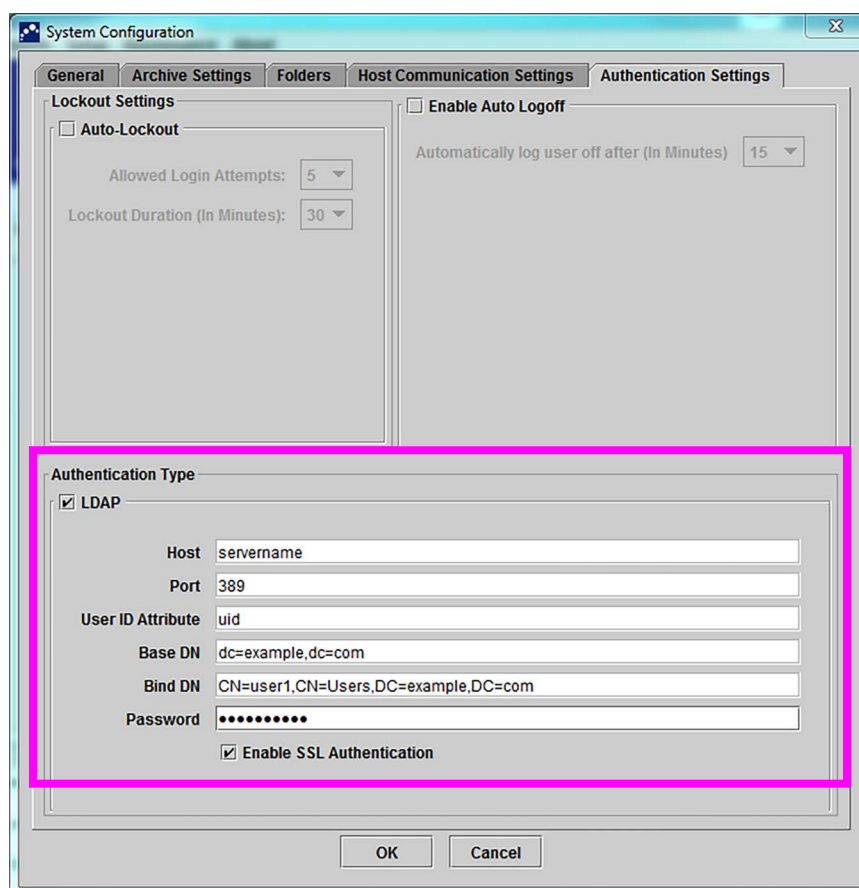 System Configuration
General Archive Settings Folders Host Communication Settings Authentication Settings
Lockout Settings
Auto-Lockout
Allowed Login Attempts: 5
Lockout Duration (In Minutes): 30
Enable Auto Logoff
Automatically log user off after (In Minutes) 15
Authentication Type
LDAP
Host servername
Port 389
User ID Attribute uid
Base DN dc=example,dc=com
Bind DN CN=user1,CN=Users,DC=example,DC=com
Password ••••••••••
Enable SSL Authentication
OK Cancel